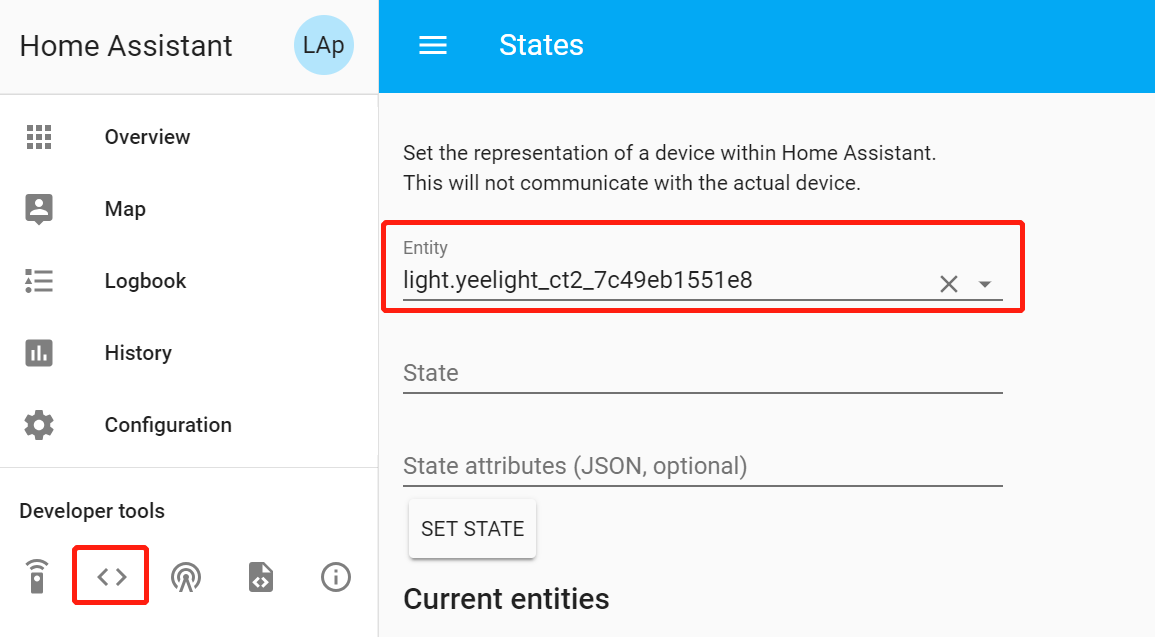 Home Assistant
LAp
Overview
Map
Logbook
History
Configuration
Developer tools
States
Set the representation of a device within Home Assistant.
This will not communicate with the actual device.
Entity
light.yeelight_ct2_7c49eb1551e8
State
State attributes (JSON, optional)
SET STATE
Current entities